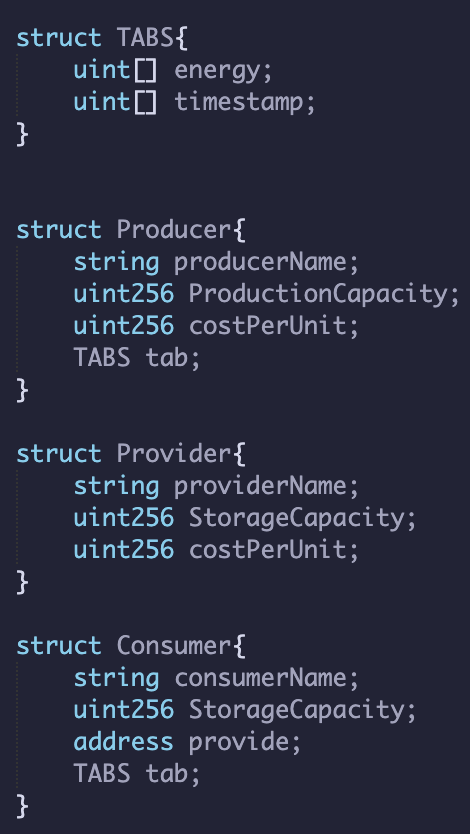 struct TABS{
uint[] energy;
uint[] timestamp;
}
struct Producer{
string producerName;
uint256 ProductionCapacity;
uint256 costPerUnit;
TABS tab;
}
struct Provider{
string providerName;
uint256 StorageCapacity;
uint256 costPerUnit;
}
struct Consumer{
string consumerName;
uint256 StorageCapacity;
address provide;
TABS tab;
}